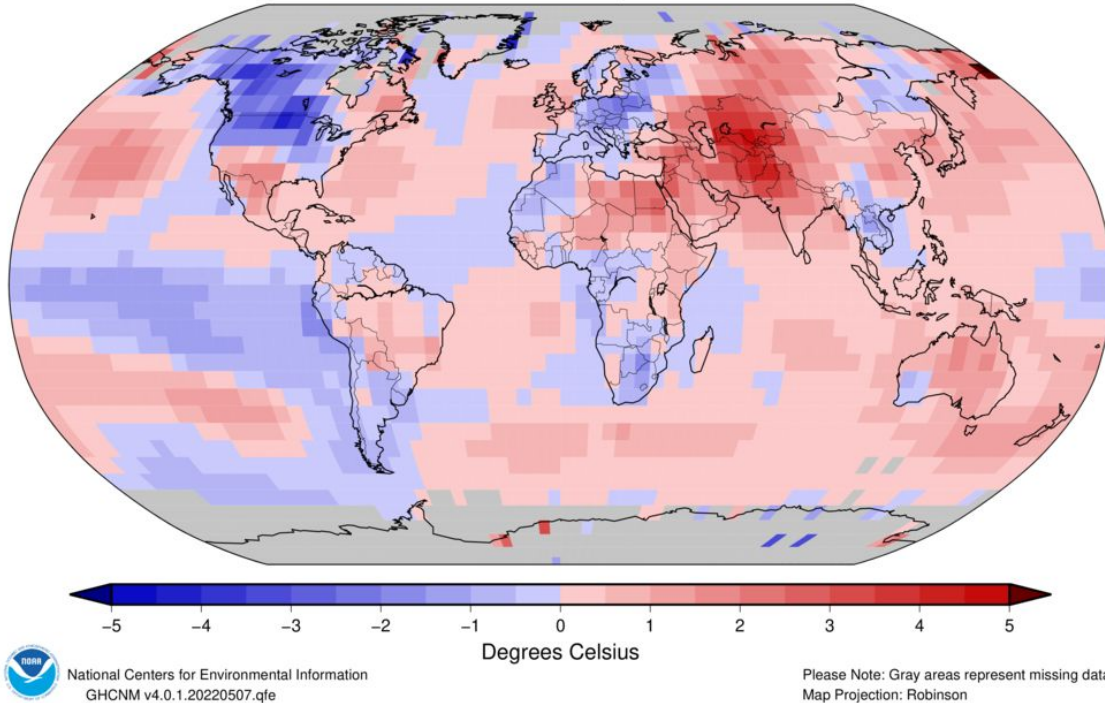 −5 −4 −3 −2 −1 0 1 2 3 4 5
Degrees Celsius
NOAA
National Centers for Environmental Information
GHCNM v4.0.1.20220507.qfe
Please Note: Gray areas represent missing data
Map Projection: Robinson